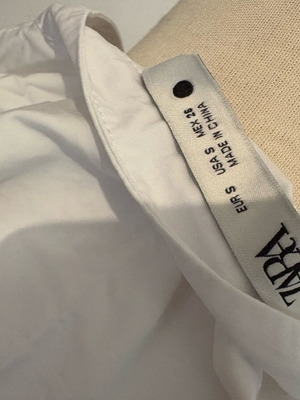 ZARA
EUR S
USA S MEX 26
MADE IN CHINA